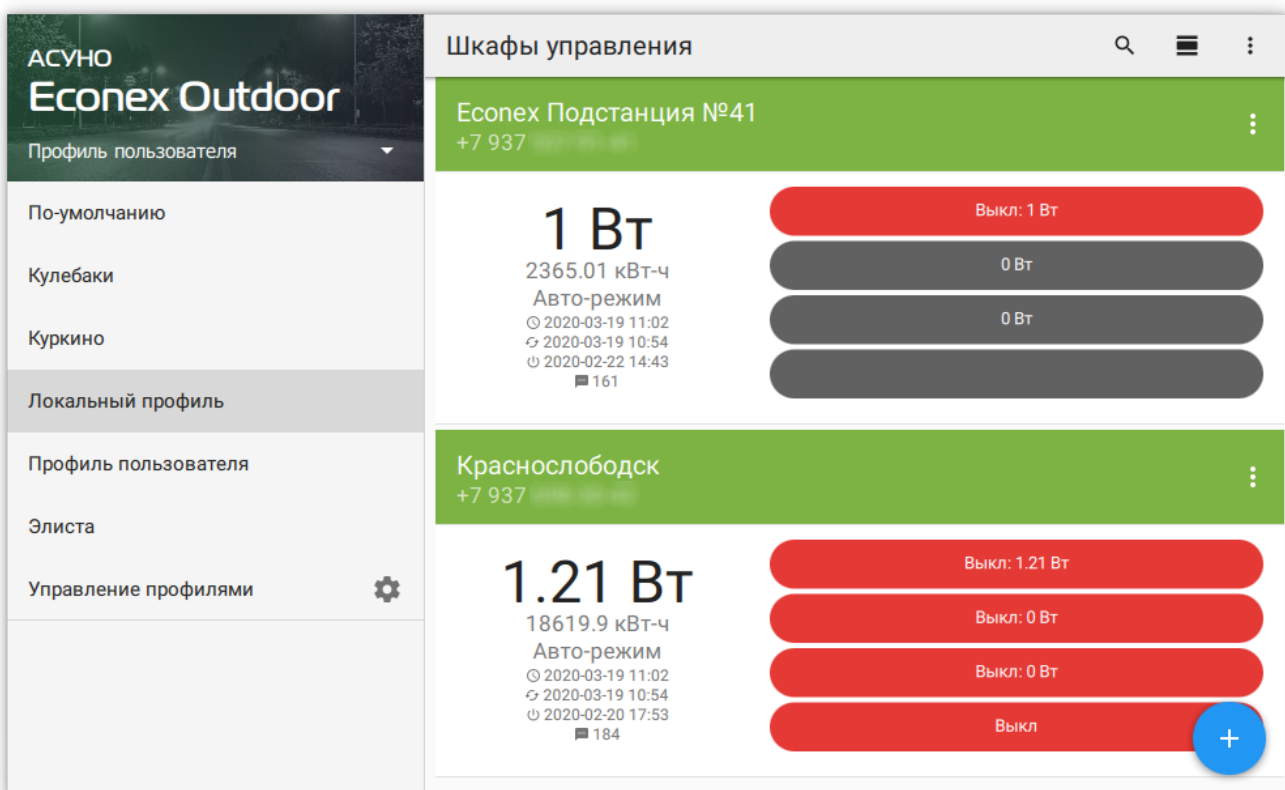 АСУНО
Econex Outdoor
Профиль пользователя
По-умолчанию
Кулебаки
Куркино
Локальный профиль
Профиль пользователя
Элиста
Управление профилями
Шкафы управления
Econex Подстанция №41
+7 937
1 Вт
2365.01 кВт-ч
Авто-режим
2020-03-19 11:02
2020-03-19 10:54
2020-02-22 14:43
161
Выкл: 1 Вт
0 Вт
0 Вт
Краснослободск
+7 937
1.21 Вт
18619.9 кВт-ч
Авто-режим
2020-03-19 11:02
2020-03-19 10:54
2020-02-20 17:53
184
Выкл: 1.21 Вт
Выкл: 0 Вт
Выкл: 0 Вт
Выкл